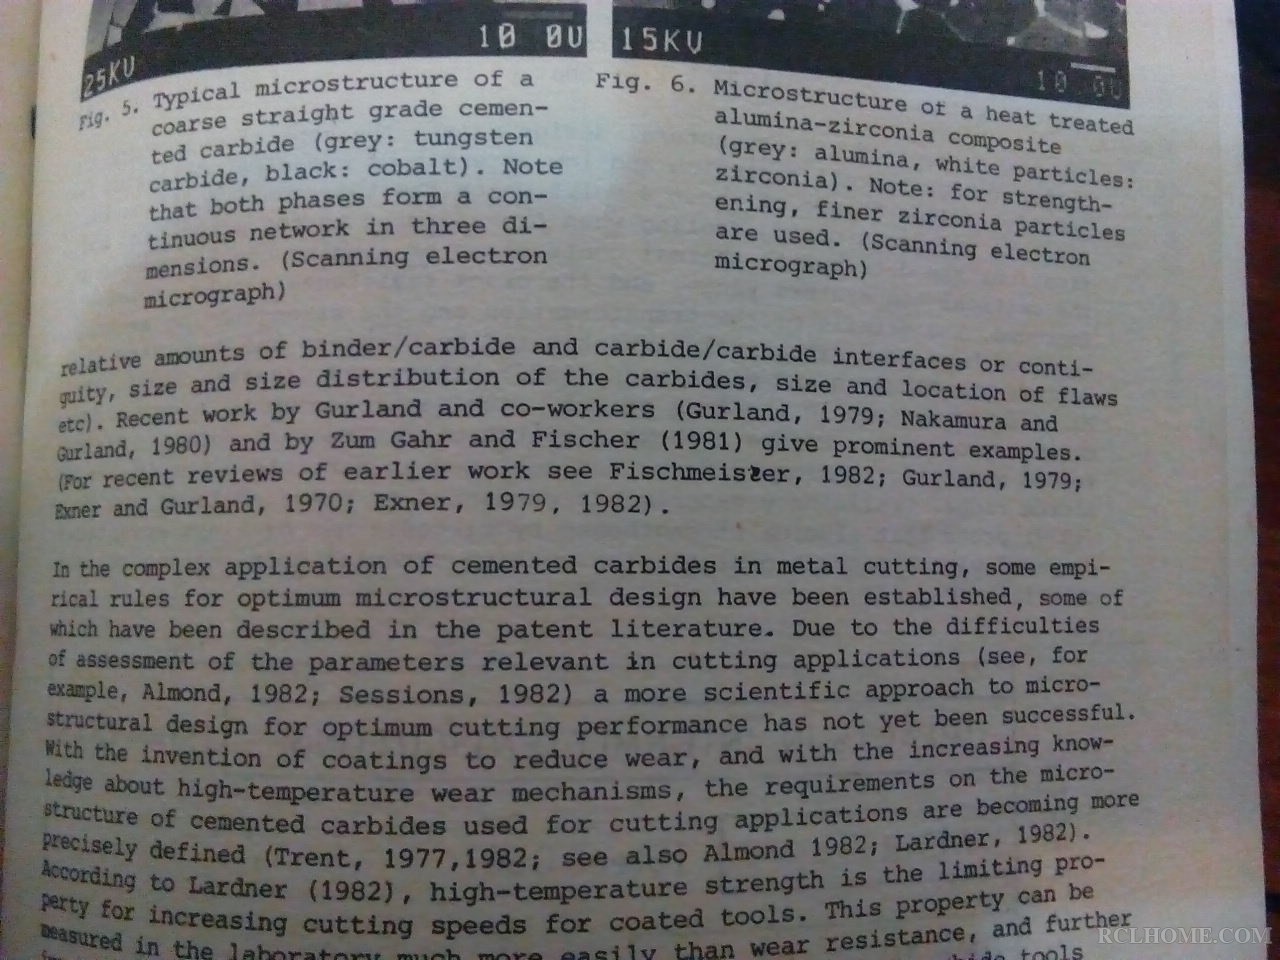 25KV
10 0U
15KV
10 0U
Fig. 5. Typical microstructure of a
coarse straight grade cemen-
ted carbide (grey: tungsten
carbide, black: cobalt). Note
that both phases form a con-
tinuous network in three di-
mensions. (Scanning electron
micrograph)
Fig. 6. Microstructure of a heat treated
alumina-zirconia composite
(grey: alumina, white particles:
zirconia). Note: for strength-
ening, finer zirconia particles
are used. (Scanning electron
micrograph)
relative amounts of binder/carbide and carbide/carbide interfaces or conti-
guity, size and size distribution of the carbides, size and location of flaws
etc). Recent work by Gurland and co-workers (Gurland, 1979; Nakamura and
Gurland, 1980) and by Zum Gahr and Fischer (1981) give prominent examples.
(For recent reviews of earlier work see Fischmeister, 1982; Gurland, 1979;
Exner and Gurland, 1970; Exner, 1979, 1982).
In the complex application of cemented carbides in metal cutting, some empi-
rical rules for optimum microstructural design have been established, some of
which have been described in the patent literature. Due to the difficulties
of assessment of the parameters relevant in cutting applications (see, for
example, Almond, 1982; Sessions, 1982) a more scientific approach to micro-
structural design for optimum cutting performance has not yet been successful.
With the invention of coatings to reduce wear, and with the increasing know-
ledge about high-temperature wear mechanisms, the requirements on the micro-
structure of cemented carbides used for cutting applications are becoming more
precisely defined (Trent, 1977,1982; see also Almond 1982; Lardner, 1982).
According to Lardner (1982), high-temperature strength is the limiting pro-
perty for increasing cutting speeds for coated tools. This property can be
measured in the laboratory much more easily than wear resistance, and further
tools
RCLHOME.COM